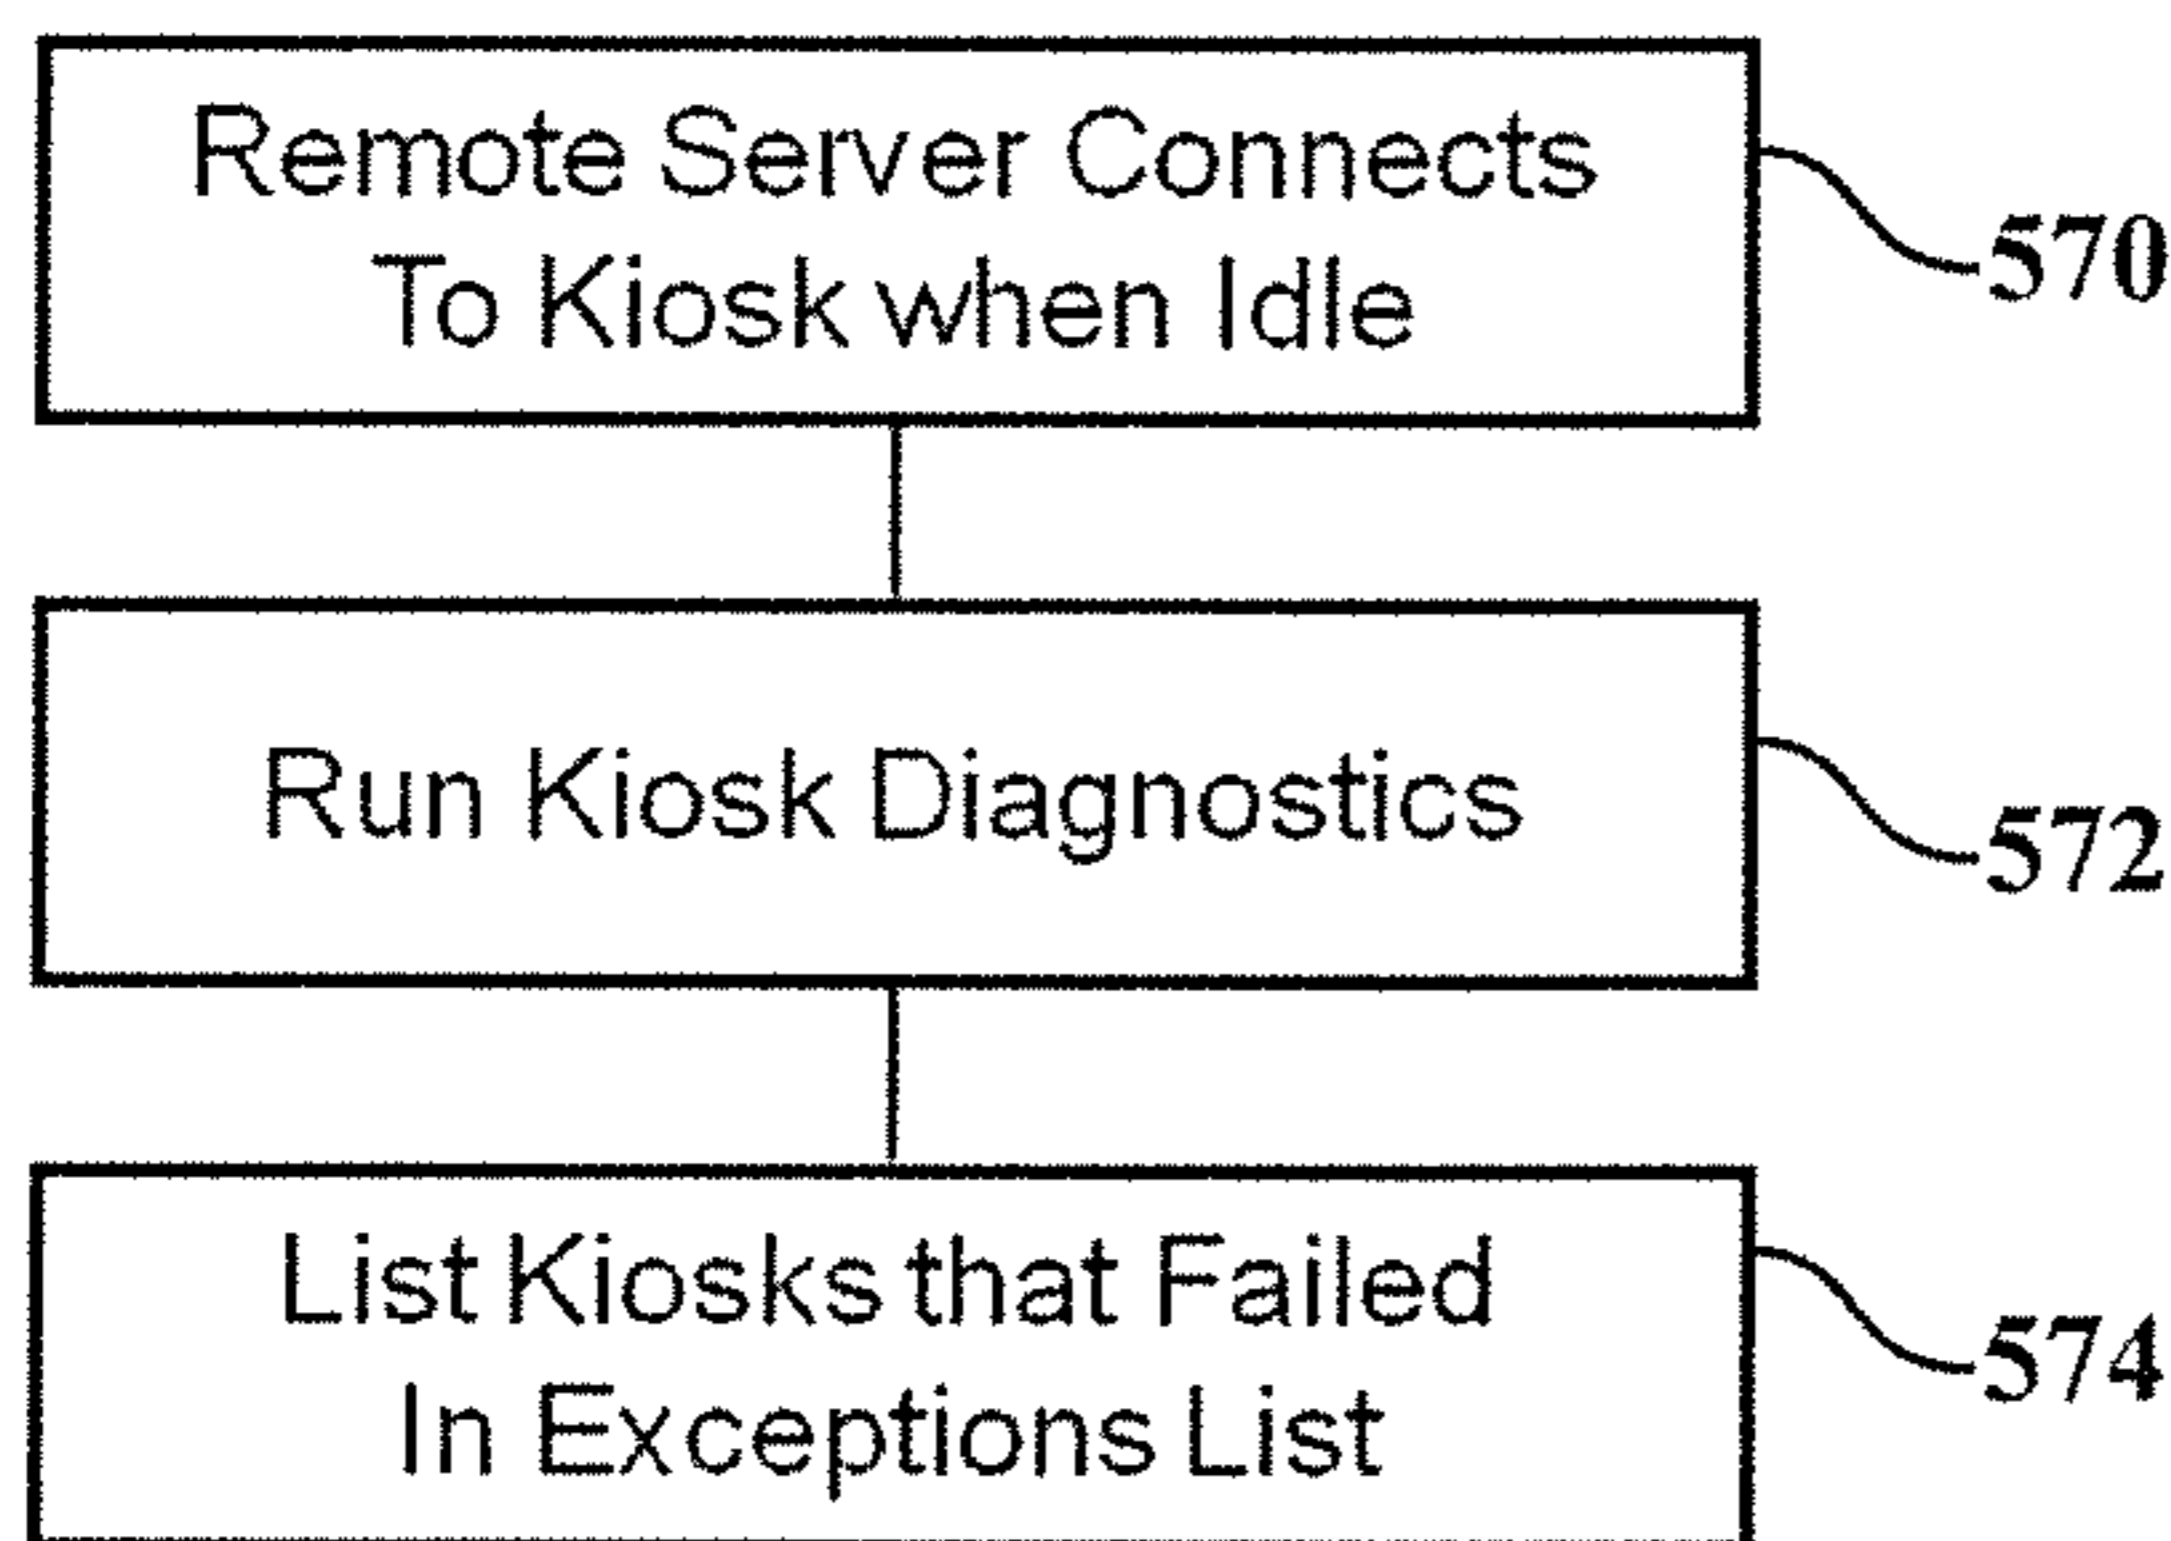 Remote Server Connects
To Kiosk when Idle
570
Run Kiosk Diagnostics
572
List Kiosks that Failed
In Exceptions List
574